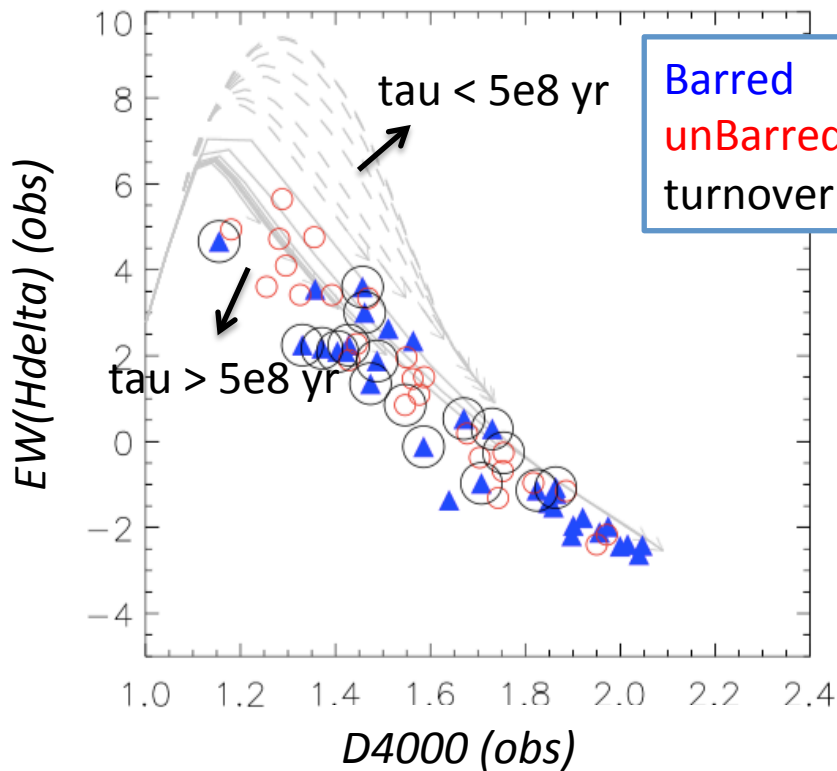 10
8
6
4
2
0
−2
−4
1.0
1.2
1.4
1.6
1.8
2.0
2.2
2.4
EW(Hdelta) (obs)
D4000 (obs)
tau < 5e8 yr
tau > 5e8 yr
Barred
unBarred
turnover